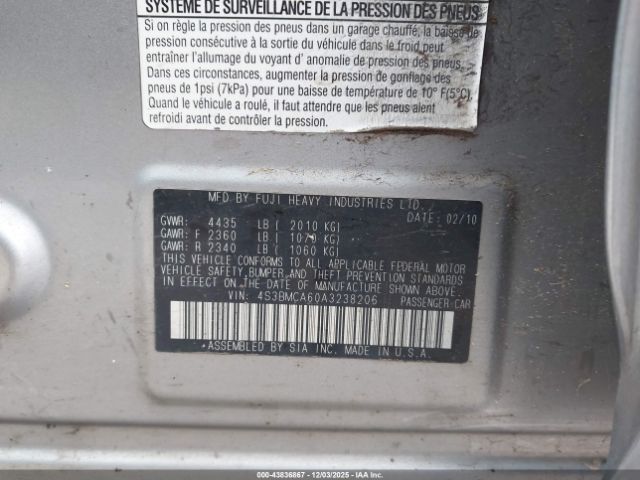 SYSTÈME DE SURVEILLANCE DE LA PRESSION DES PNEUS
Si on règle la pression des pneus dans un garage chauffé, la baisse de
pression consécutive à la sortie du véhicule dans le froid peut
entraîner l'allumage du voyant d' anomalie de pression des pneus.
Dans ces circonstances, augmenter la pression de gonflage des
pneus de 1psi (7kPa) pour une baisse de température de 10° F(5°C).
Quand le véhicule a roulé, il faut attendre que les pneus aient
refroidi avant de contrôler la pression.
MFD BY FUJI HEAVY INDUSTRIES LTD.
DATE: 02/10
GVWR: 4435 LB ( 2010 KG)
GAWR: F 2360 LB ( 1070 KG)
GAWR: R 2340 LB ( 1060 KG)
THIS VEHICLE CONFORMS TO ALL APPLICABLE FEDERAL MOTOR
VEHICLE SAFETY, BUMPER, AND THEFT PREVENTION STANDARDS
IN EFFECT ON DATE OF MANUFACTURE SHOWN ABOVE.
VIN: 4S3BMCA60A3238206 PASSENGER CAR
ASSEMBLED BY SIA INC. MADE IN U.S.A.
000-43836867 - 12/03/2025 - IAA Inc.